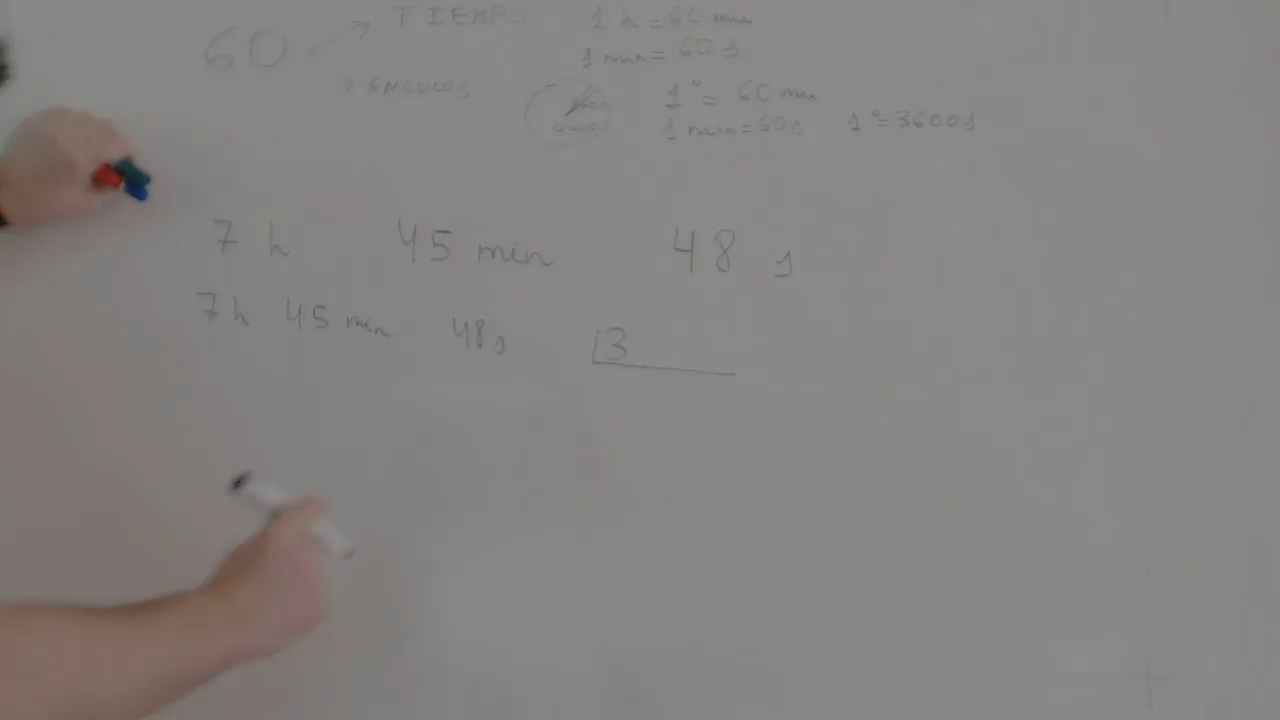 60 TIEMPO 1 h = 60 min
1 min = 60 s
ÁNGULOS 1° = 60 min
1 min = 60 s 1° = 3600 s
7 h 45 min 48 s
7 h 45 min 48 s 3